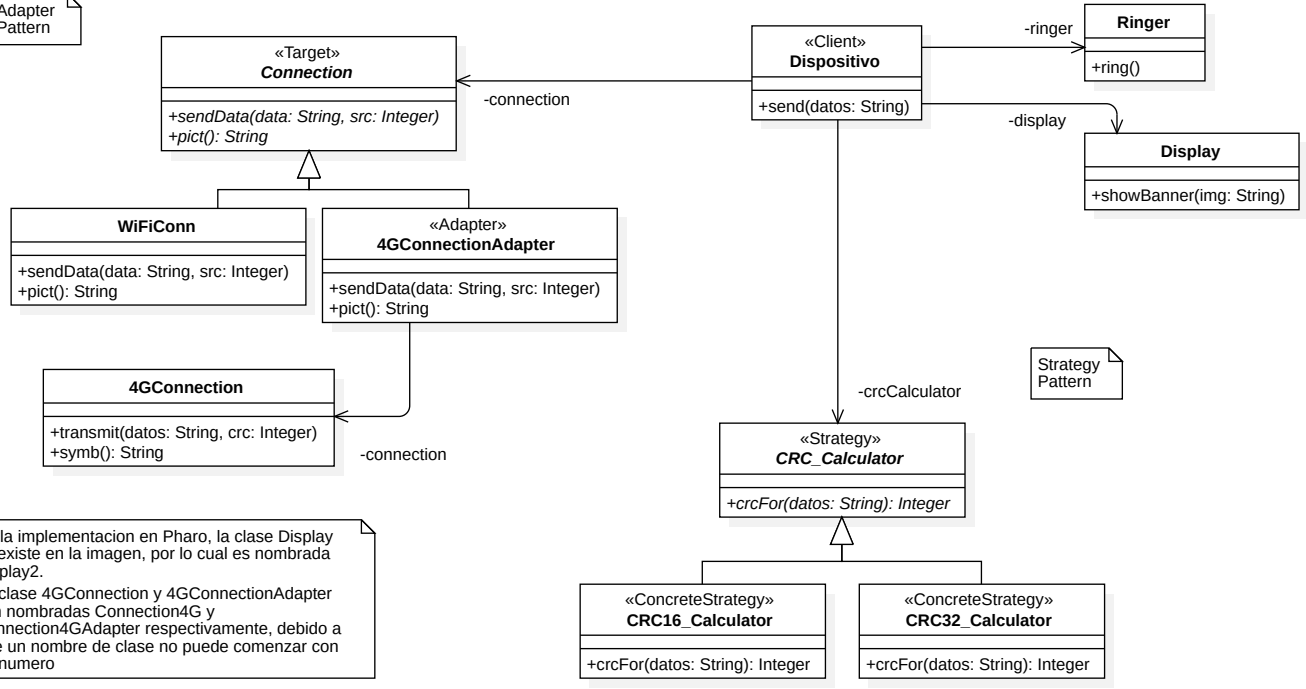 Adapter
Pattern
«Target»
Connection
+sendData(data: String, src: Integer)
+pict(): String
-connection
«Client»
Dispositivo
+send(datos: String)
-ringer
Ringer
+ring()
-display
Display
+showBanner(img: String)
WiFiConn
+sendData(data: String, src: Integer)
+pict(): String
«Adapter»
4GConnectionAdapter
+sendData(data: String, src: Integer)
+pict(): String
4GConnection
+transmit(datos: String, crc: Integer)
+symb(): String
-connection
-crcCalculator
Strategy
Pattern
«Strategy»
CRC_Calculator
+crcFor(datos: String): Integer
«ConcreteStrategy»
CRC16_Calculator
+crcFor(datos: String): Integer
«ConcreteStrategy»
CRC32_Calculator
+crcFor(datos: String): Integer
la implementacion en Pharo, la clase Display
existe en la imagen, por lo cual es nombrada
play2.
clase 4GConnection y 4GConnectionAdapter
nombradas Connection4G y
nnection4GAdapter respectivamente, debido a
un nombre de clase no puede comenzar con
numero